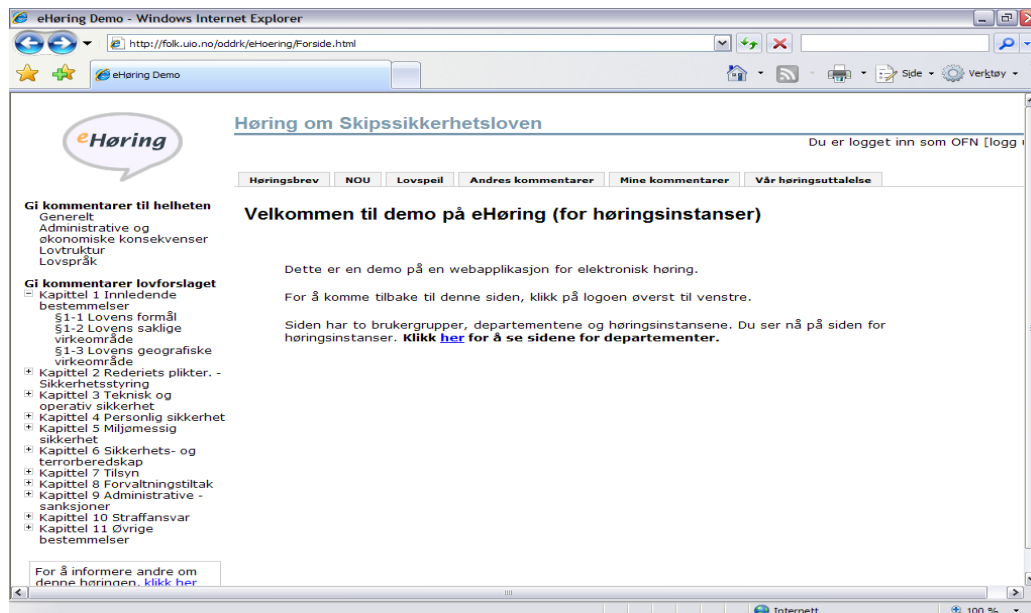 eHøring Demo - Windows Internet Explorer
http://folk.uio.no/oddrk/eHoering/Forside.html
eHøring Demo
Side
Verktøy
eHøring
Høring om Skipssikkerhetsloven
Du er logget inn som OFN [logg
Høringsbrev NOU Lovspeil Andres kommentarer Mine kommentarer Vår høringsuttalelse
Gi kommentarer til helheten
Generelt
Administrative og
økonomiske konsekvenser
Lovtruktur
Lovspråk
Gi kommentarer lovforslaget
Kapittel 1 Innledende
bestemmelser
§1-1 Lovens formål
§1-2 Lovens saklige
virkeområde
§1-3 Lovens geografiske
virkeområde
Kapittel 2 Rederiets plikter. -
Sikkerhetsstyring
Kapittel 3 Teknisk og
operativ sikkerhet
Kapittel 4 Personlig sikkerhet
Kapittel 5 Miljømessig
sikkerhet
Kapittel 6 Sikkerhets- og
terrorberedskap
Kapittel 7 Tilsyn
Kapittel 8 Forvaltningstiltak
Kapittel 9 Administrative -
sanksjoner
Kapittel 10 Straffansvar
Kapittel 11 Øvrige
bestemmelser
For å informere andre om
denne høringen, klikk her
Velkommen til demo på eHøring (for høringsinstanser)
Dette er en demo på en webapplikasjon for elektronisk høring.
For å komme tilbake til denne siden, klikk på logoen øverst til venstre.
Siden har to brukergrupper, departementene og høringsinstansene. Du ser nå på siden for
høringsinstanser. Klikk her for å se sidene for departementer.
Internett
100 %